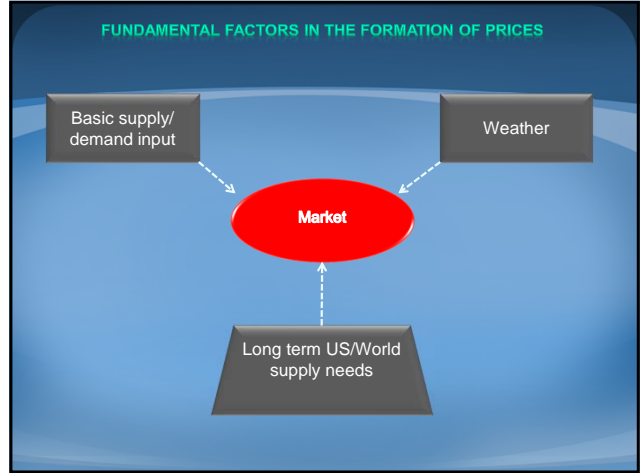 FUNDAMENTAL FACTORS IN THE FORMATION OF PRICES
Basic supply/
demand input
Weather
Market
Long term US/World
supply needs